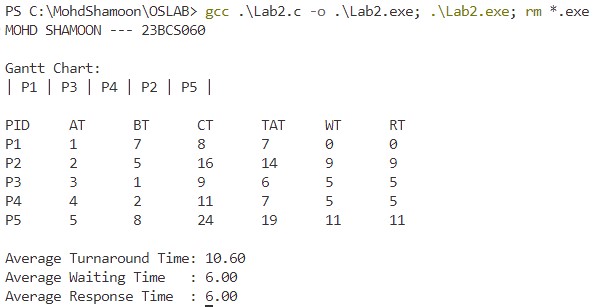 PS C:\MohdShamoon\OSLAB> gcc .\Lab2.c -o .\Lab2.exe; .\Lab2.exe; rm *.exe
MOHD SHAMOON --- 23BCS060
Gantt Chart:
| P1 | P3 | P4 | P2 | P5 |
PID AT BT CT TAT WT RT
P1 1 7 8 7 0 0
P2 2 5 16 14 9 9
P3 3 1 9 6 5 5
P4 4 2 11 7 5 5
P5 5 8 24 19 11 11
Average Turnaround Time: 10.60
Average Waiting Time : 6.00
Average Response Time : 6.00